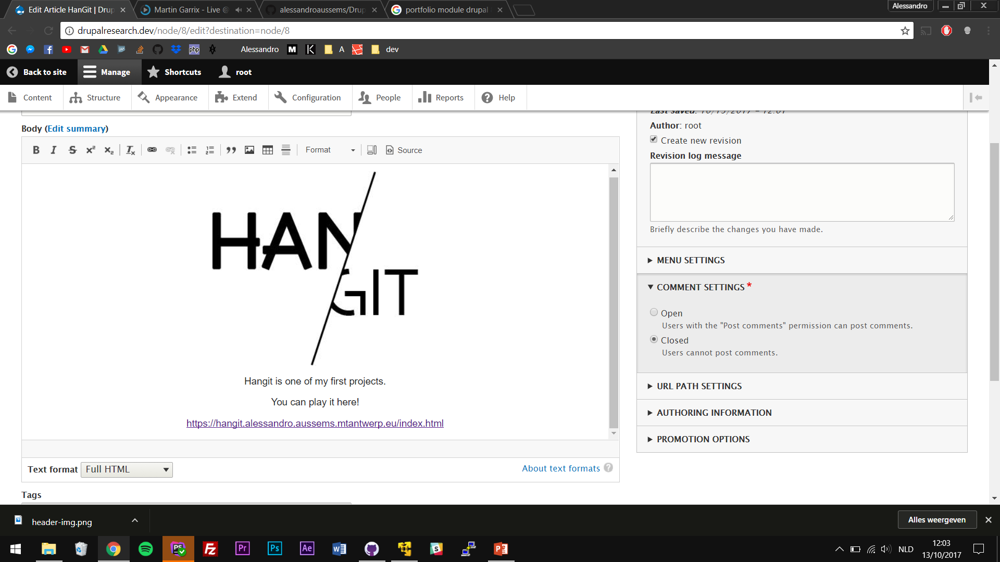 Edit Article HanGit | Drup
Martin Garrix - Live @
alessandroaussems/Drup
portfolio module drupal
Alessandro
drupalresearch.dev/node/8/edit?destination=node/8
php
Alessandro
M
A
dev
Back to site
Manage
Shortcuts
root
Content
Structure
Appearance
Extend
Configuration
People
Reports
Help
Last saved: 10/13/2017 - 12:01
Author: root
Create new revision
Revision log message
Briefly describe the changes you have made.
MENU SETTINGS
COMMENT SETTINGS *
Open
Users with the "Post comments" permission can post comments.
Closed
Users cannot post comments.
URL PATH SETTINGS
AUTHORING INFORMATION
PROMOTION OPTIONS
Body (Edit summary)
Format
Source
HAN
GIT
Hangit is one of my first projects.
You can play it here!
https://hangit.alessandro.aussems.mtantwerp.eu/index.html
Text format Full HTML
About text formats
Tags
header-img.png
Alles weergeven
PS
Fz
Pr
Ps
Ae
NLD
12:03
13/10/2017